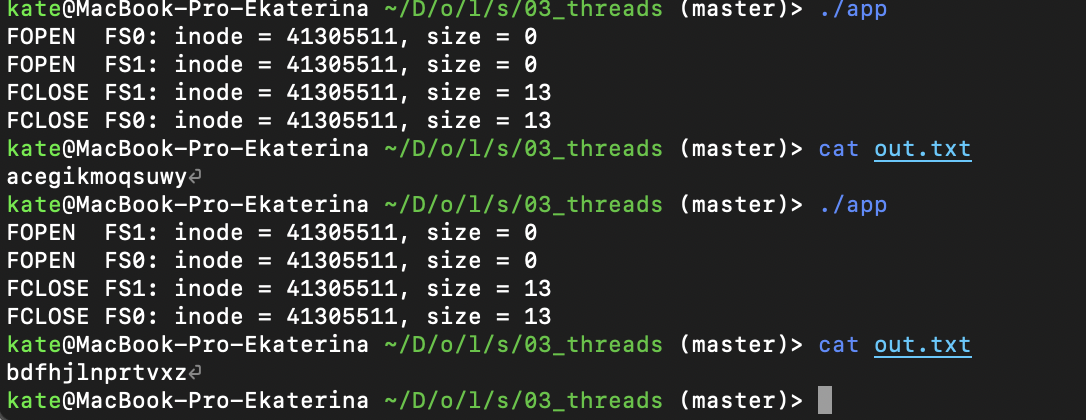 kate@MacBook-Pro-Ekaterina ~/D/o/l/s/03_threads (master)> ./app
FOPEN  FS0: inode = 41305511, size = 0
FOPEN  FS1: inode = 41305511, size = 0
FCLOSE FS1: inode = 41305511, size = 13
FCLOSE FS0: inode = 41305511, size = 13
kate@MacBook-Pro-Ekaterina ~/D/o/l/s/03_threads (master)> cat out.txt
acegikmoqsuwy⏎
kate@MacBook-Pro-Ekaterina ~/D/o/l/s/03_threads (master)> ./app
FOPEN  FS1: inode = 41305511, size = 0
FOPEN  FS0: inode = 41305511, size = 0
FCLOSE FS1: inode = 41305511, size = 13
FCLOSE FS0: inode = 41305511, size = 13
kate@MacBook-Pro-Ekaterina ~/D/o/l/s/03_threads (master)> cat out.txt
bdfhjlnprtvxz⏎
kate@MacBook-Pro-Ekaterina ~/D/o/l/s/03_threads (master)>